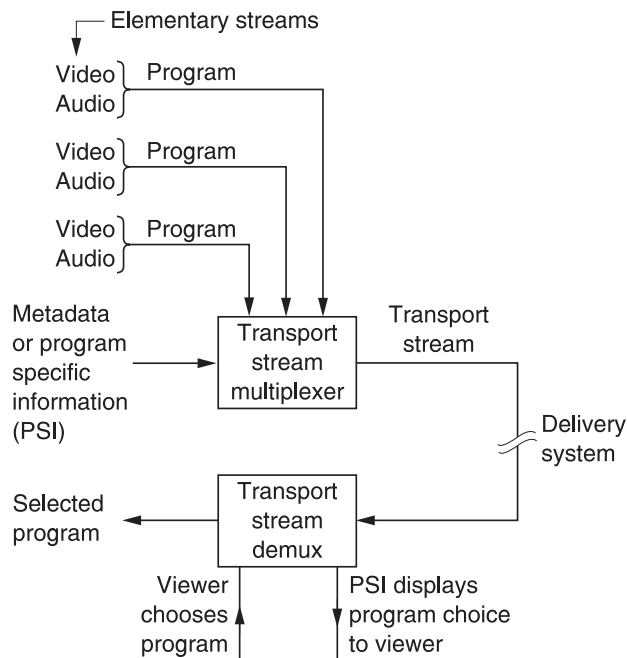 Elementary streams
Video
Audio
Program
Video
Audio
Program
Video
Audio
Program
Metadata
or program
specific
information
(PSI)
Transport
stream
multiplexer
Transport
stream
Delivery
system
Selected
program
Transport
stream
demux
Viewer
chooses
program
PSI displays
program choice
to viewer